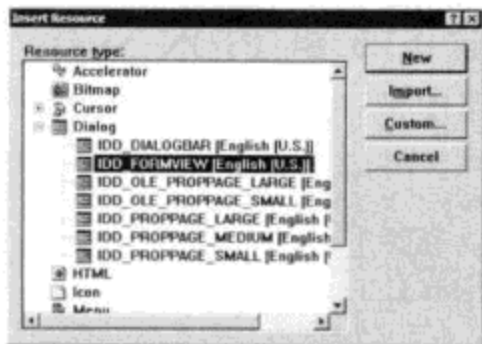 Insert Resource
Resource type:
Accelerator
Bitmap
Cursor
Dialog
IDD_DIALOGBAR [English [U.S.]]
IDD_FORMVIEW [English [U.S.]]
IDD_OLE_PROPPAGE_LARGE [Eng
IDD_OLE_PROPPAGE_SMALL [Eng
IDD_PROPPAGE_LARGE [English [
IDD_PROPPAGE_MEDIUM [English
IDD_PROPPAGE_SMALL [English [
HTML
Icon
Menu
New
Import...
Custom...
Cancel